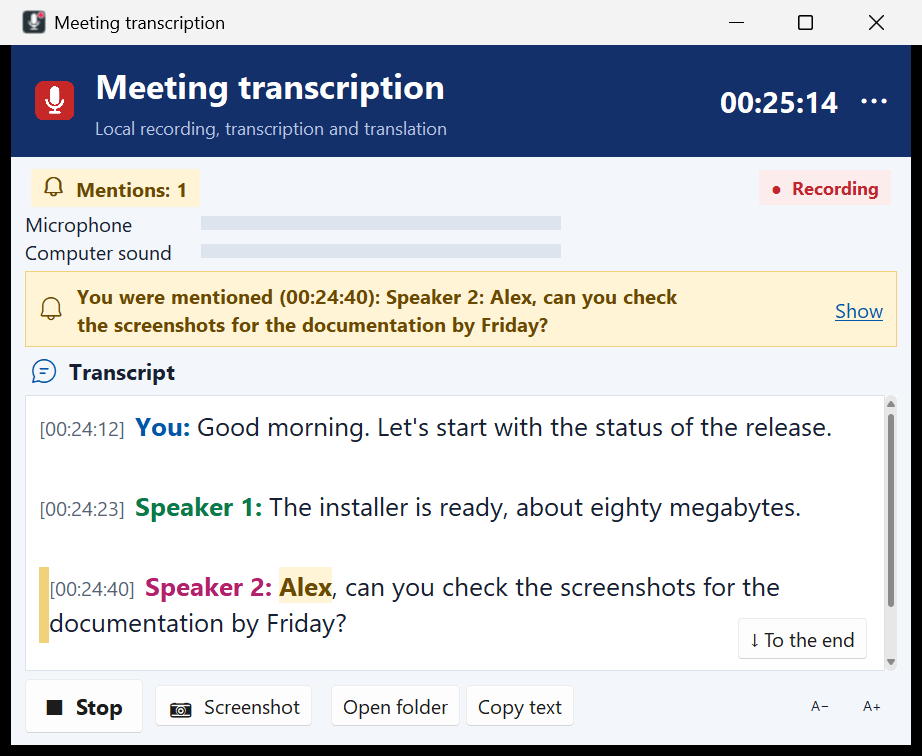 Meeting transcription
Meeting transcription
00:25:14
Local recording, transcription and translation
Mentions: 1
Recording
Microphone
Computer sound
You were mentioned (00:24:40): Speaker 2: Alex, can you check
the screenshots for the documentation by Friday?
Show
Transcript
[00:24:12] You: Good morning. Let's start with the status of the release.
[00:24:23] Speaker 1: The installer is ready, about eighty megabytes.
[00:24:40] Speaker 2: Alex, can you check the screenshots for the
documentation by Friday?
↓ To the end
Stop
Screenshot
Open folder
Copy text
A−
A+